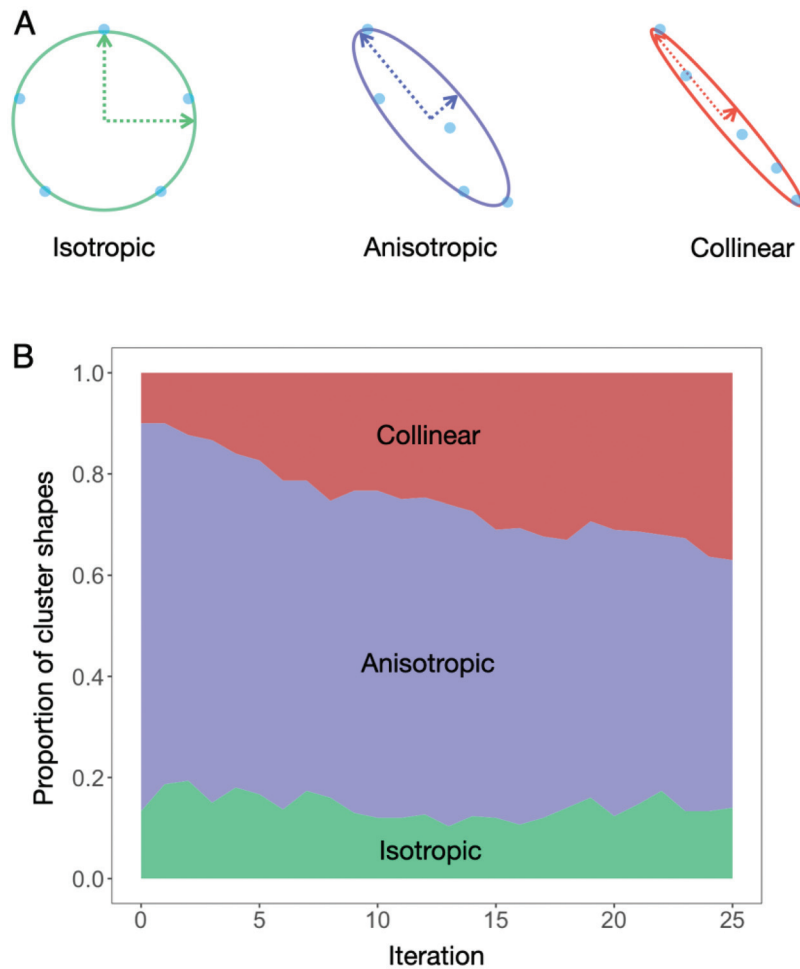 A
Isotropic
Anisotropic
Collinear
B
Proportion of cluster shapes
1.0
0.8
0.6
0.4
0.2
0.0
Collinear
Anisotropic
Isotropic
0 5 10 15 20 25
Iteration